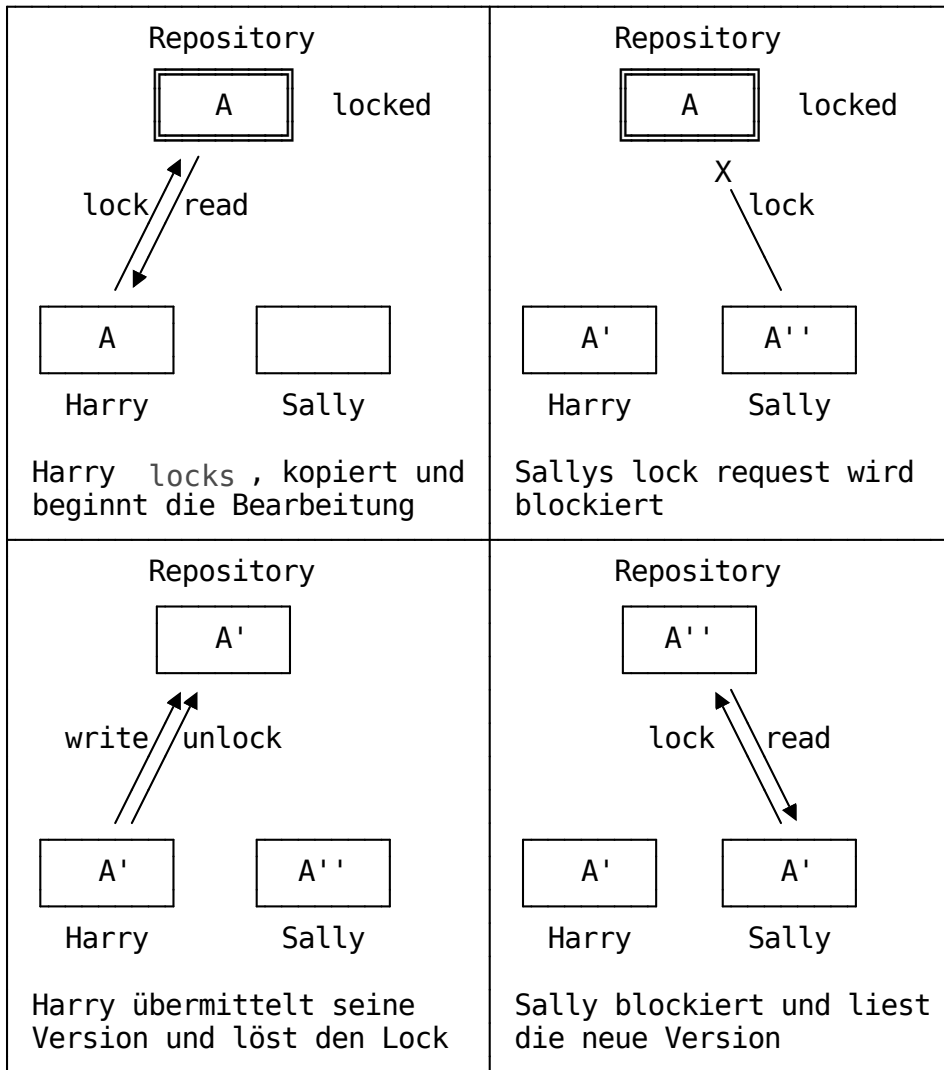 Repository
A locked
lock read
A
Harry Sally
Harry locks , kopiert und
beginnt die Bearbeitung
Repository
A locked
X
lock
A' A''
Harry Sally
Sallys lock request wird
blockiert
Repository
A'
write unlock
A' A''
Harry Sally
Harry übermittelt seine
Version und löst den Lock
Repository
A''
lock read
A' A'
Harry Sally
Sally blockiert und liest
die neue Version